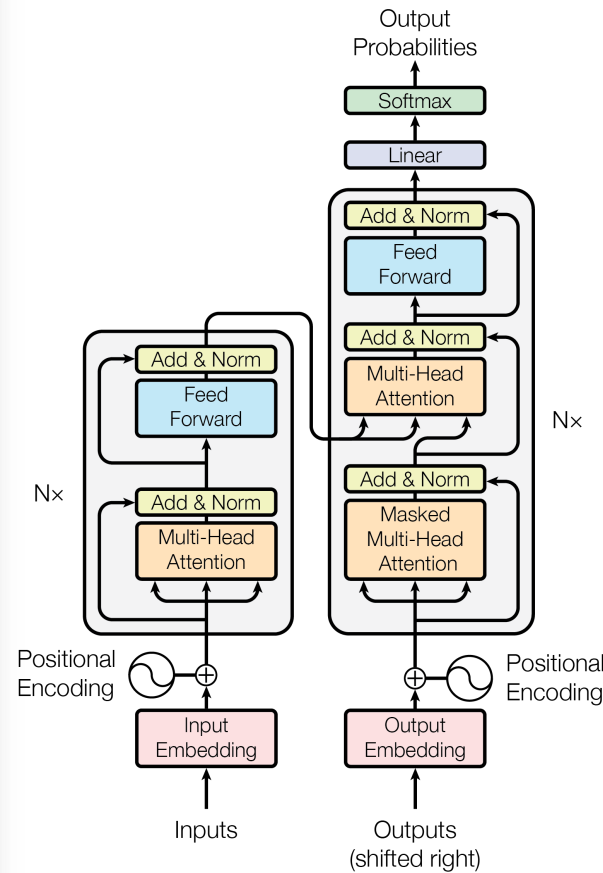 Output
Probabilities
Softmax
Linear
Add & Norm
Feed
Forward
Add & Norm
Multi-Head
Attention
N×
Add & Norm
Masked
Multi-Head
Attention
Add & Norm
Feed
Forward
N×
Add & Norm
Multi-Head
Attention
Positional
Encoding
Positional
Encoding
Input
Embedding
Output
Embedding
Inputs
Outputs
(shifted right)